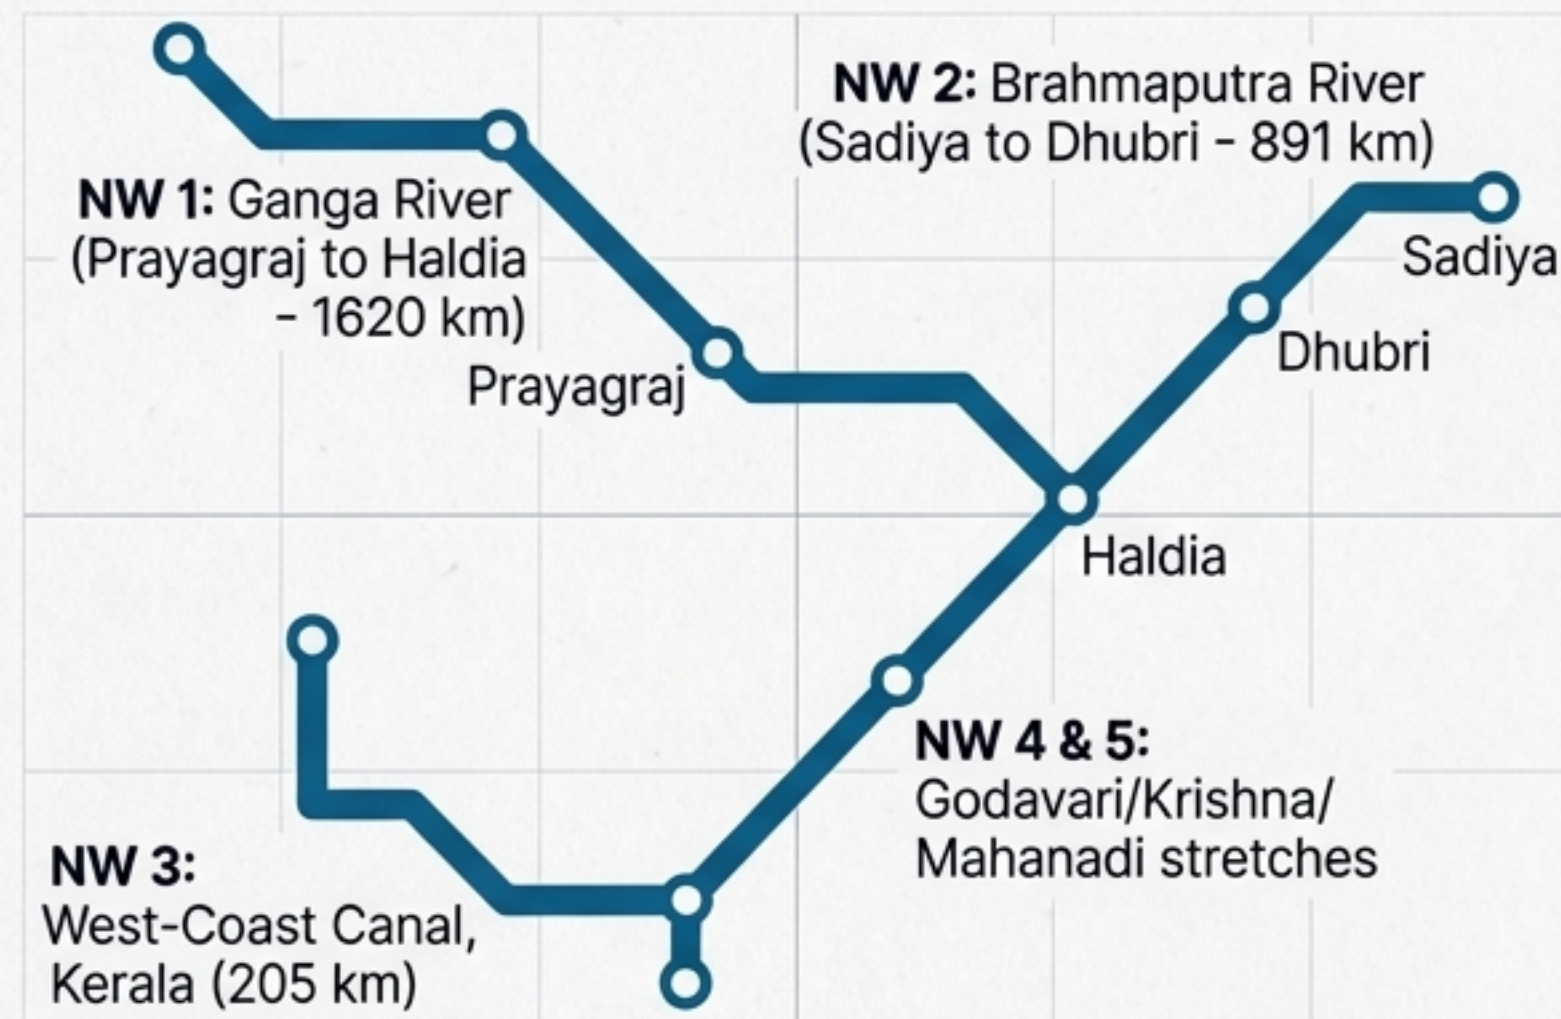 NW 2: Brahmaputra River
(Sadiya to Dhubri - 891 km)
NW 1: Ganga River
(Prayagraj to Haldia
- 1620 km)
Sadiya
Dhubri
Prayagraj
Haldia
NW 4 & 5:
Godavari/Krishna/
Mahanadi stretches
NW 3:
West-Coast Canal,
Kerala (205 km)